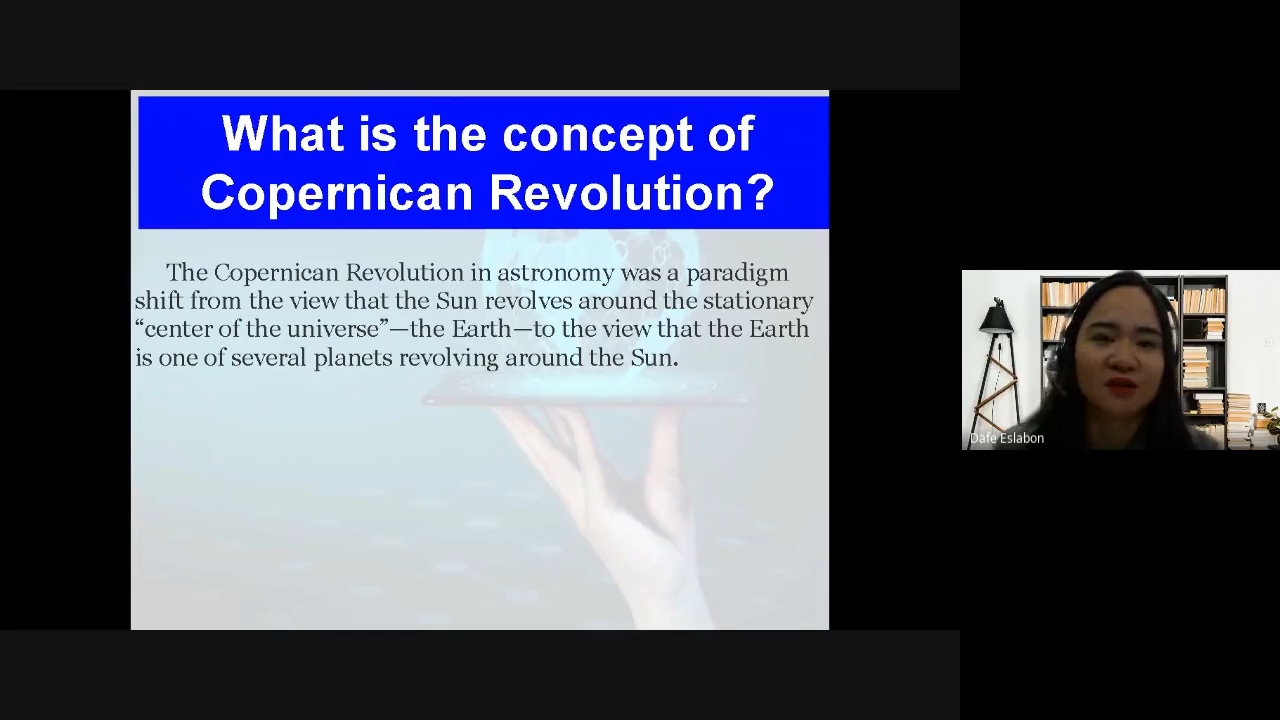 What is the concept of
Copernican Revolution?
The Copernican Revolution in astronomy was a paradigm
shift from the view that the Sun revolves around the stationary
“center of the universe”—the Earth—to the view that the Earth
is one of several planets revolving around the Sun.
Dafe Eslabon